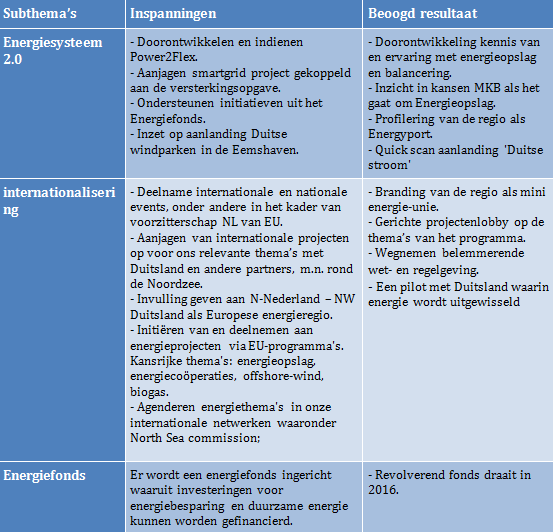 Subthema's
Inspanningen
Beoogd resultaat
Energiesysteem
2.0
- Doorontwikkelen en indienen
Power2Flex.
- Aanjagen smartgrid project gekoppeld
aan de versterkingsopgave.
- Ondersteunen initiatieven uit het
Energiefonds.
- Inzet op aanlanding Duitse
windparken in de Eemshaven.
- Doorontwikkeling kennis van
en ervaring met energieopslag
en balancering.
- Inzicht in kansen MKB als het
gaat om Energieopslag.
- Profilering van de regio als
Energyport.
- Quick scan aanlanding 'Duitse
stroom'
internationaliseri
ng
- Deelname internationale en nationale
events, onder andere in het kader van
voorzitterschap NL van EU.
- Aanjagen van internationale projecten
op voor ons relevante thema's met
Duitsland en andere partners, m.n. rond
de Noordzee.
- Invulling geven aan N-Nederland – NW
Duitsland als Europese energieregio.
- Initiëren van en deelnemen aan
energieprojecten via EU-programma's.
Kansrijke thema's: energieopslag,
energiecoöperaties, offshore-wind,
biogas.
- Agenderen energiethema's in onze
internationale netwerken waaronder
North Sea commission;
- Branding van de regio als mini
energie-unie.
- Gerichte projectenlobby op de
thema's van het programma.
- Wegnemen belemmerende
wet- en regelgeving.
- Een pilot met Duitsland waarin
energie wordt uitgewisseld
Energiefonds
Er wordt een energiefonds ingericht
waaruit investeringen voor
energiebesparing en duurzame energie
kunnen worden gefinancierd.
- Revolverend fonds draait in
2016.